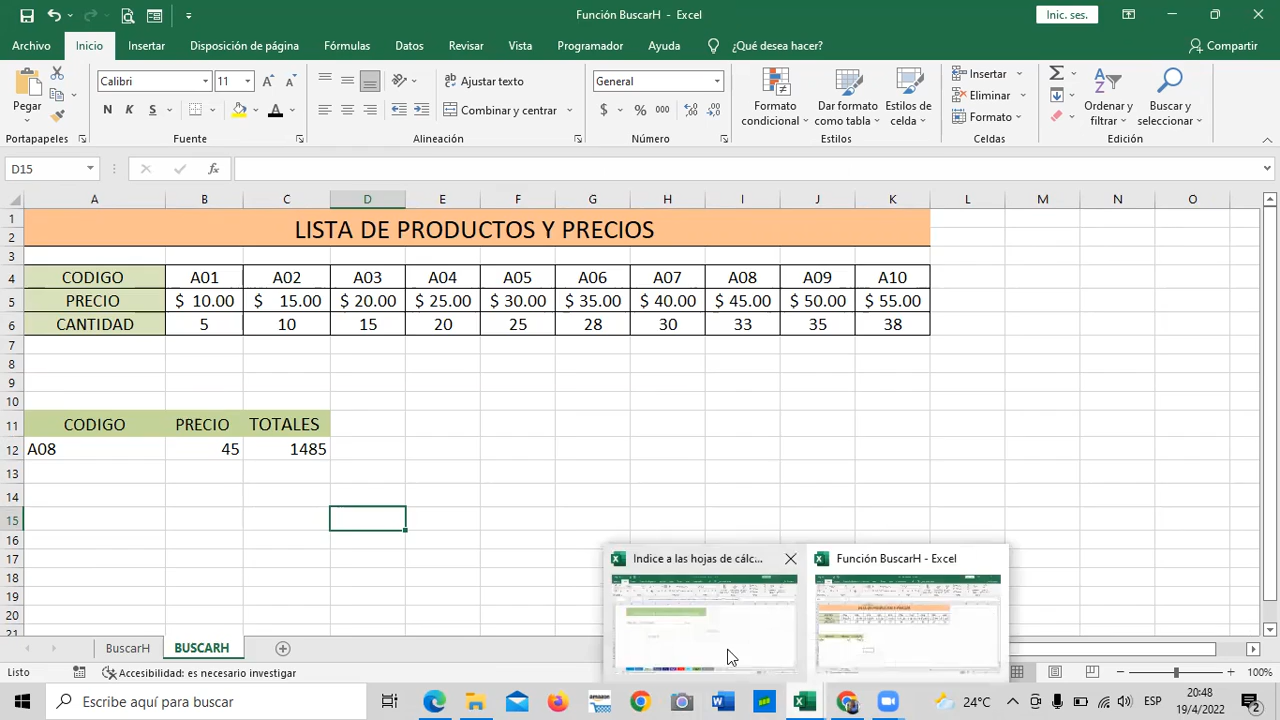 Función BuscarH - Excel
Inic. ses.
Archivo Inicio Insertar Disposición de página Fórmulas Datos Revisar Vista Programador Ayuda ¿Qué desea hacer? Compartir
Pegar
Calibri 11
N K S
Ajustar texto
Combinar y centrar
General
$ % 000
Formato condicional
Dar formato como tabla
Estilos de celda
Insertar
Eliminar
Formato
Ordenar y filtrar
Buscar y seleccionar
Portapapeles Fuente Alineación Número Estilos Celdas Edición
D15 fx
A B C D E F G H I J K L M N O
1
2
LISTA DE PRODUCTOS Y PRECIOS
3
4 CODIGO A01 A02 A03 A04 A05 A06 A07 A08 A09 A10
5 PRECIO $ 10.00 $ 15.00 $ 20.00 $ 25.00 $ 30.00 $ 35.00 $ 40.00 $ 45.00 $ 50.00 $ 55.00
6 CANTIDAD 5 10 15 20 25 28 30 33 35 38
7
8
9
10
11 CODIGO PRECIO TOTALES
12 A08 45 1485
13
14
15
16
17
18
19
20
21
Indice a las hojas de cálc...
Función BuscarH - Excel
BuscarH BUSCARH
Listo Accesibilidad: es necesario investigar 100%
Escribe aquí para buscar
24°C ESP
20:48
19/4/2022
2